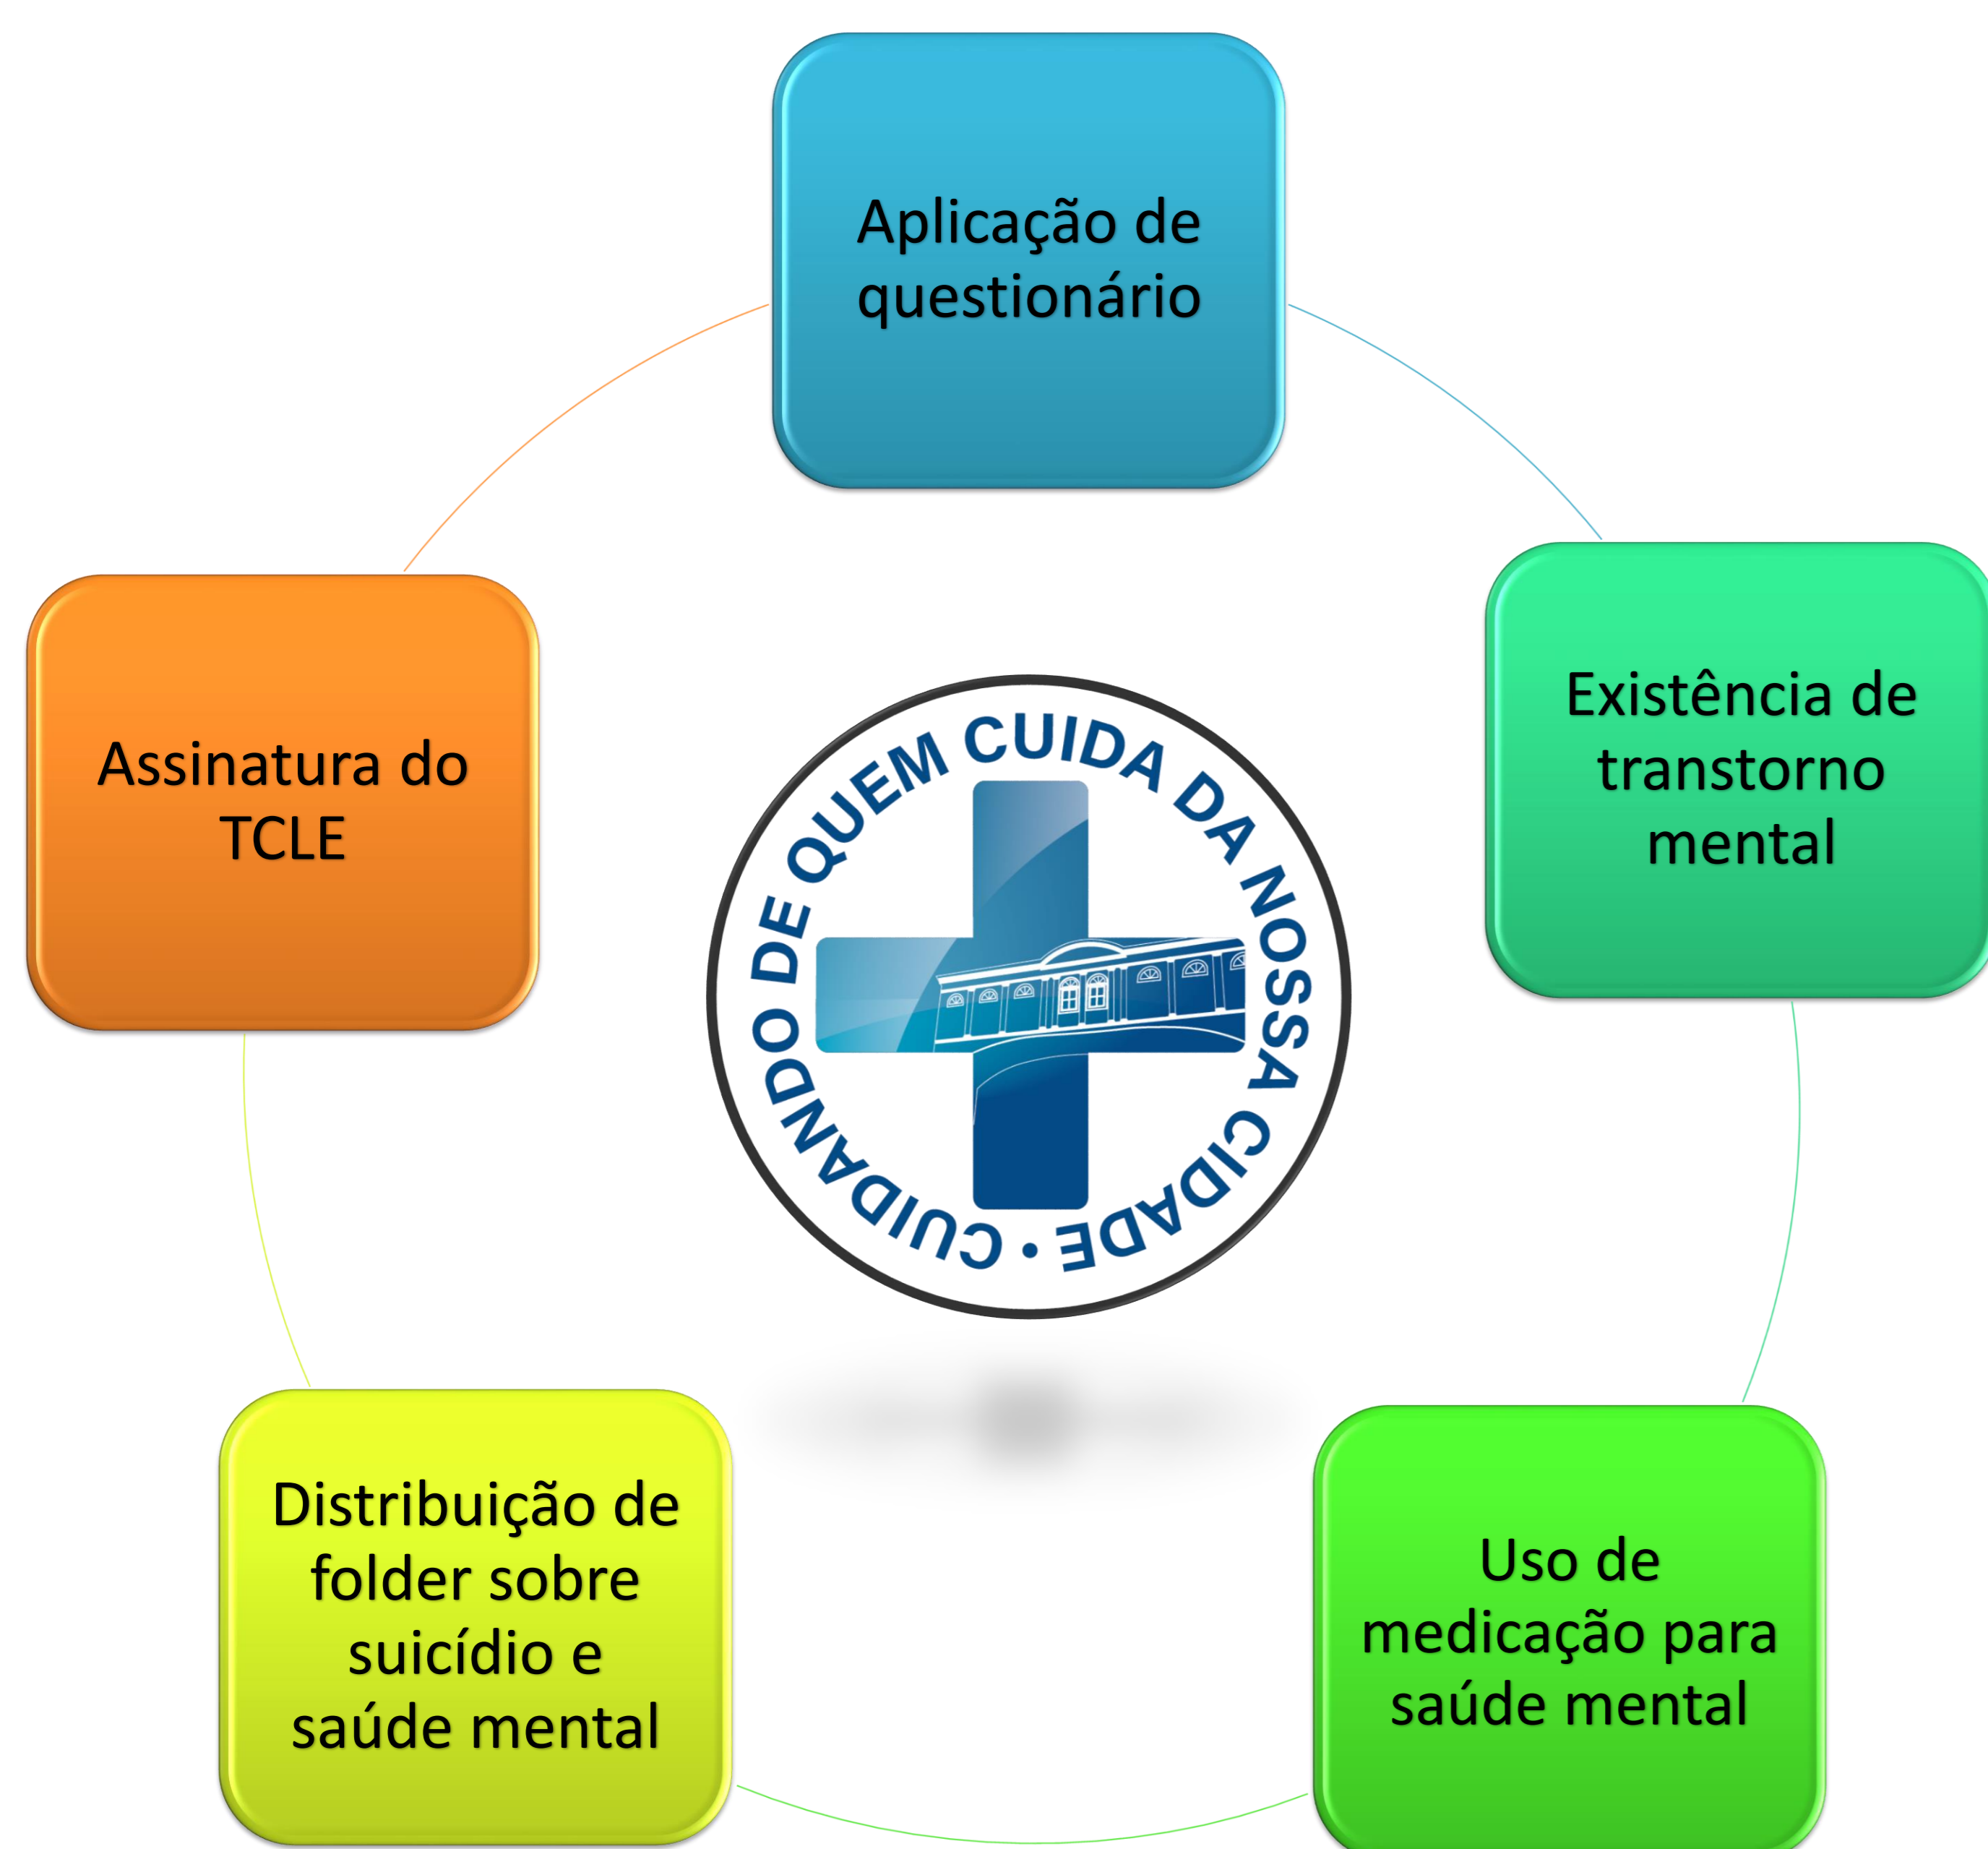 Aplicação de
questionário
Existência de
transtorno
mental
Uso de
medicação para
saúde mental
Distribuição de
folder sobre
suicídio e
saúde mental
Assinatura do
TCLE
CUIDANDO DE QUEM CUIDA DA NOSSA CIDADE •